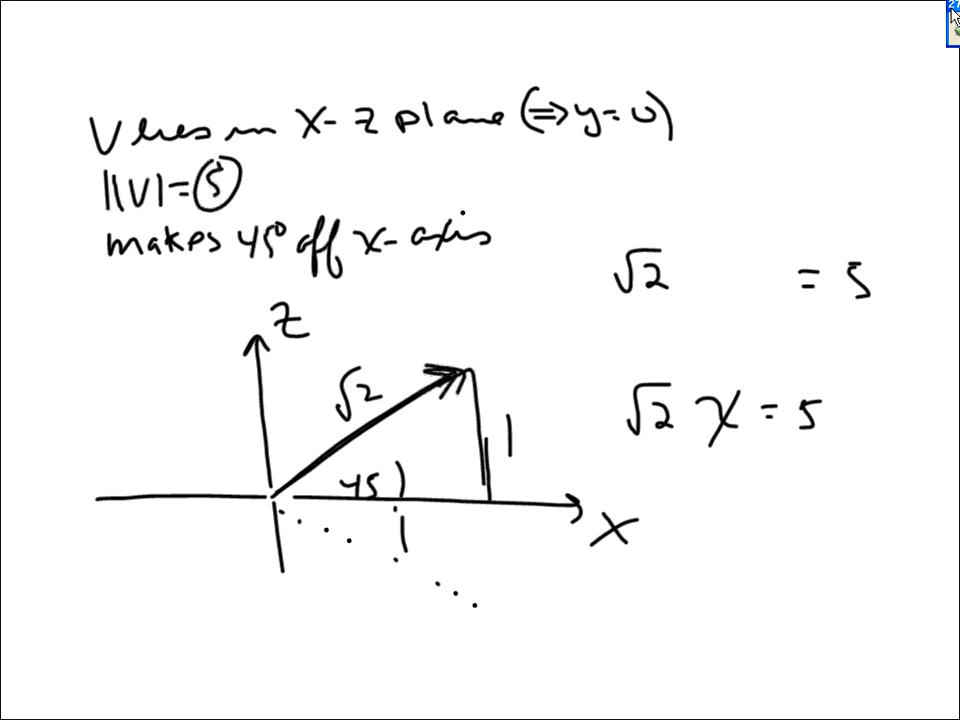 V lies in X-Z plane (⇒y=0)
||V||=5
makes 45° off x-axis
√2 = 5
Z
√2
√2 x = 5
1
45
1
X